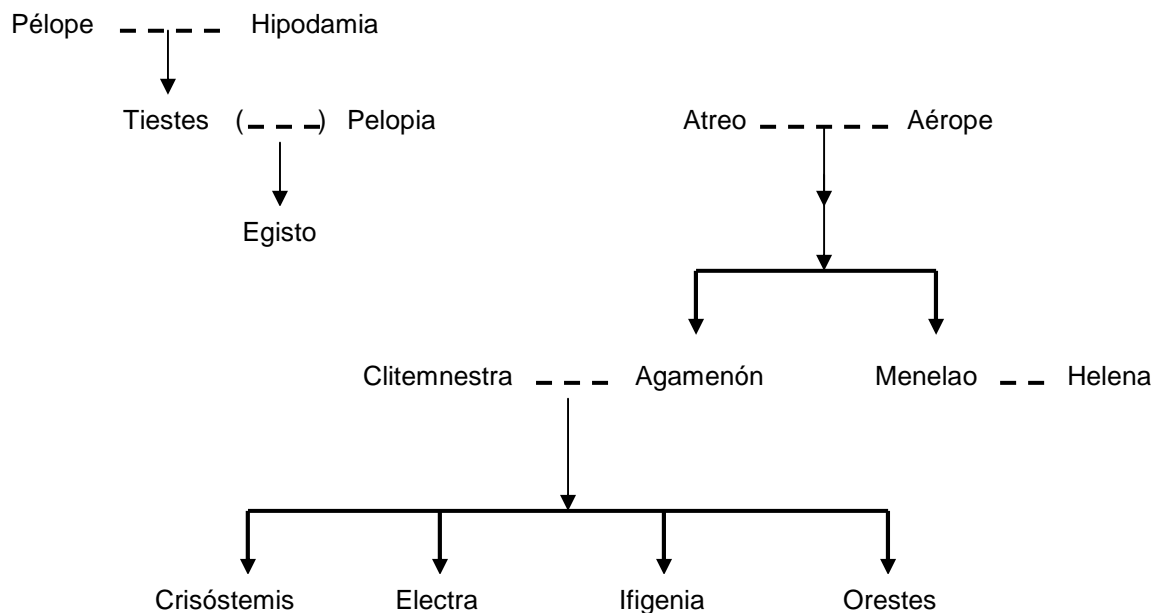 Pélope Hipodamia
Tiestes ( ) Pelopia Atreo Aérope
Egisto
Clitemnestra Agamenón Menelao Helena
Crisóstemis Electra Ifigenia Orestes